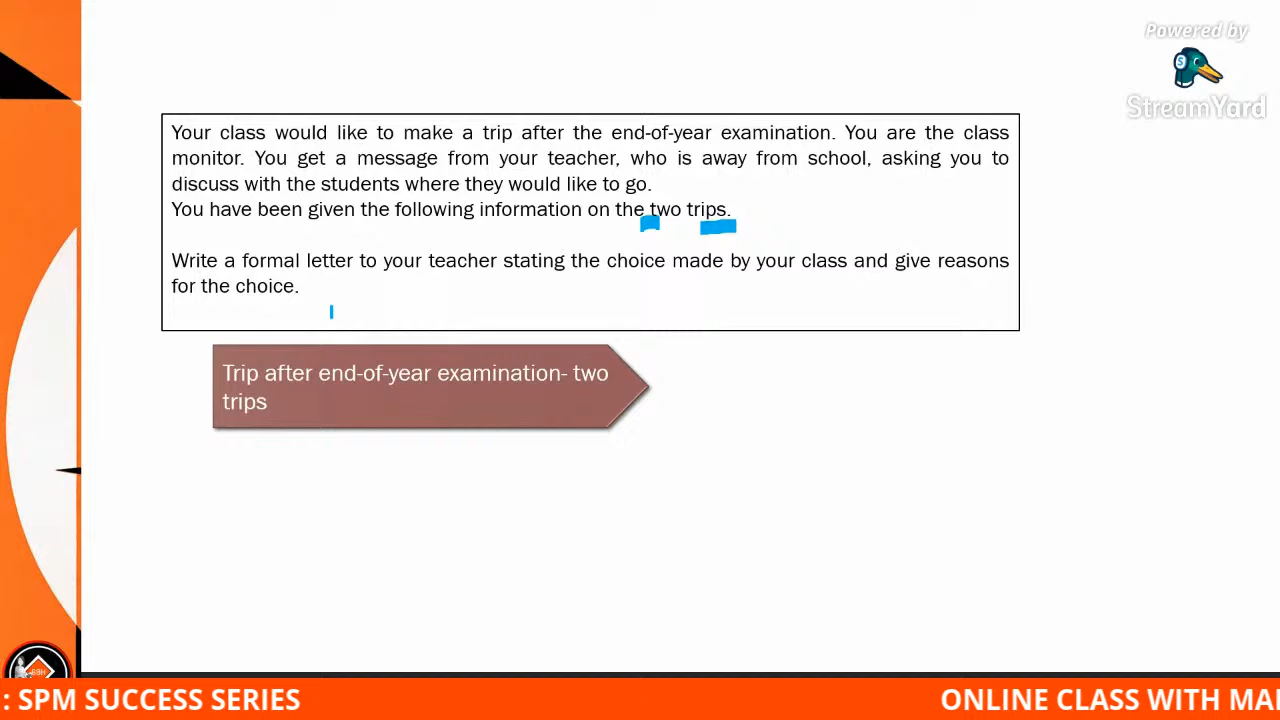 Powered by
StreamYard
Your class would like to make a trip after the end-of-year examination. You are the class
monitor. You get a message from your teacher, who is away from school, asking you to
discuss with the students where they would like to go.
You have been given the following information on the two trips.
Write a formal letter to your teacher stating the choice made by your class and give reasons
for the choice.
Trip after end-of-year examination- two
trips
: SPM SUCCESS SERIES
ONLINE CLASS WITH MA